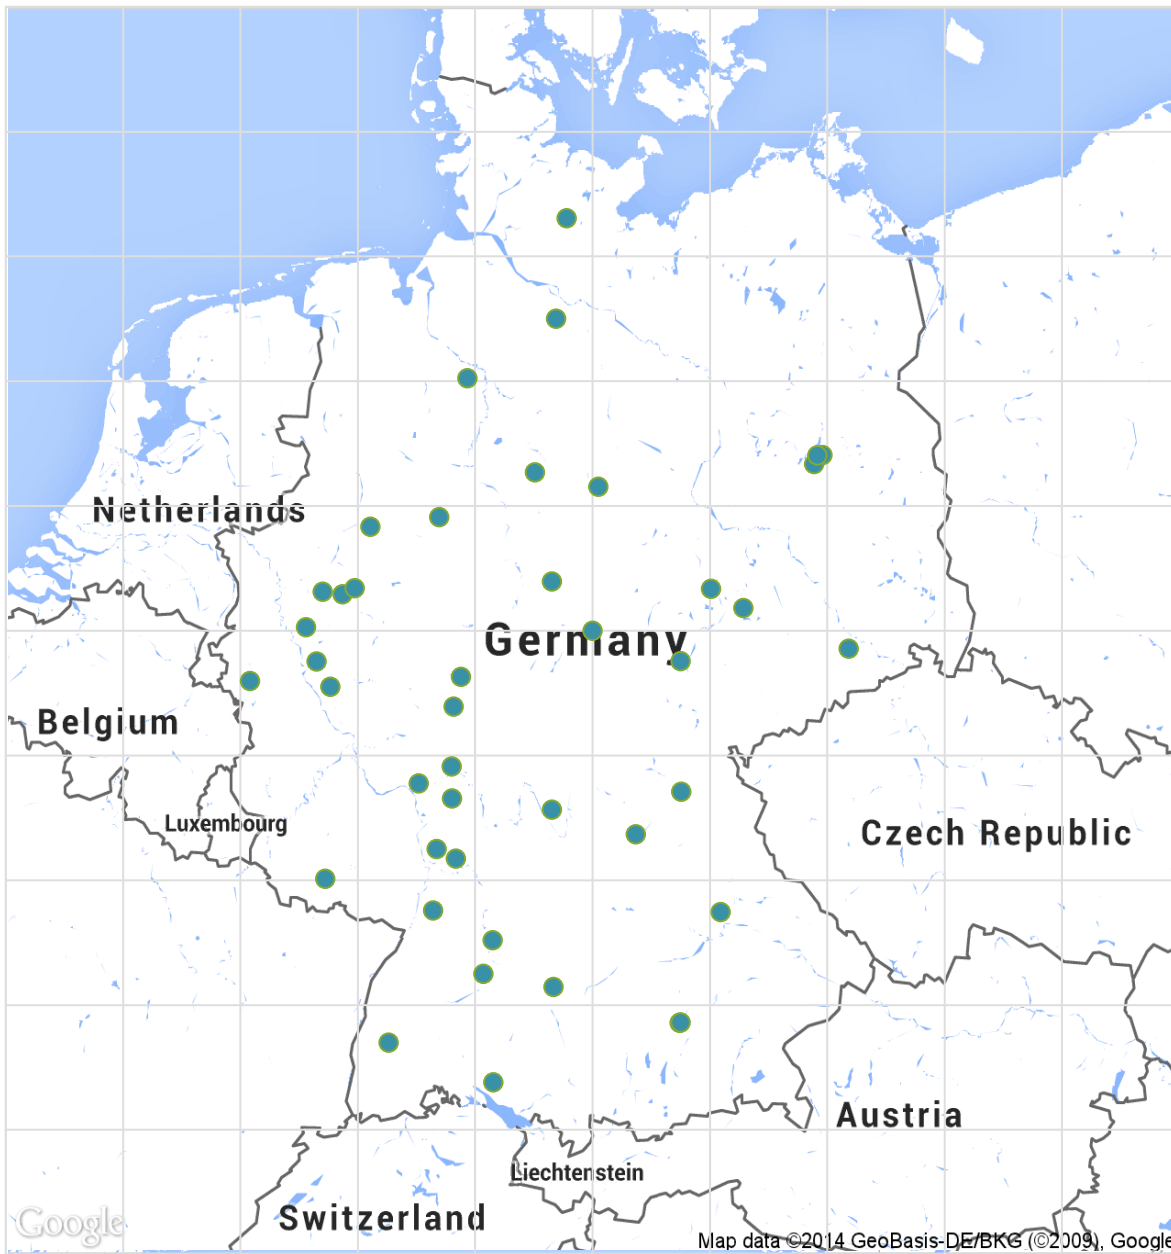 Netherlands
Germany
Belgium
Luxembourg
Czech Republic
Austria
Liechtenstein
Switzerland
Google
Map data ©2014 GeoBasis-DE/BKG (©2009), Google